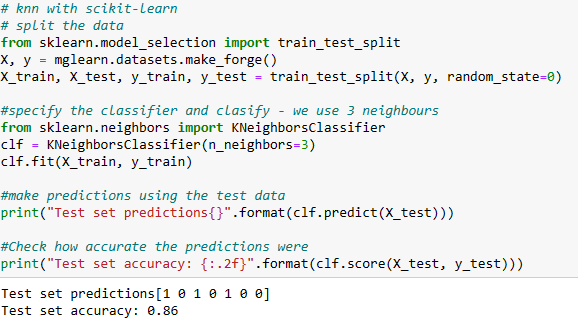 # knn with scikit-learn
# split the data
from sklearn.model_selection import train_test_split
X, y = mglearn.datasets.make_forge()
X_train, X_test, y_train, y_test = train_test_split(X, y, random_state=0)
#specify the classifier and clasify - we use 3 neighbours
from sklearn.neighbors import KNeighborsClassifier
clf = KNeighborsClassifier(n_neighbors=3)
clf.fit(X_train, y_train)
#make predictions using the test data
print("Test set predictions{}".format(clf.predict(X_test)))
#Check how accurate the predictions were
print("Test set accuracy: {:.2f}".format(clf.score(X_test, y_test)))
Test set predictions[1 0 1 0 1 0 0]
Test set accuracy: 0.86